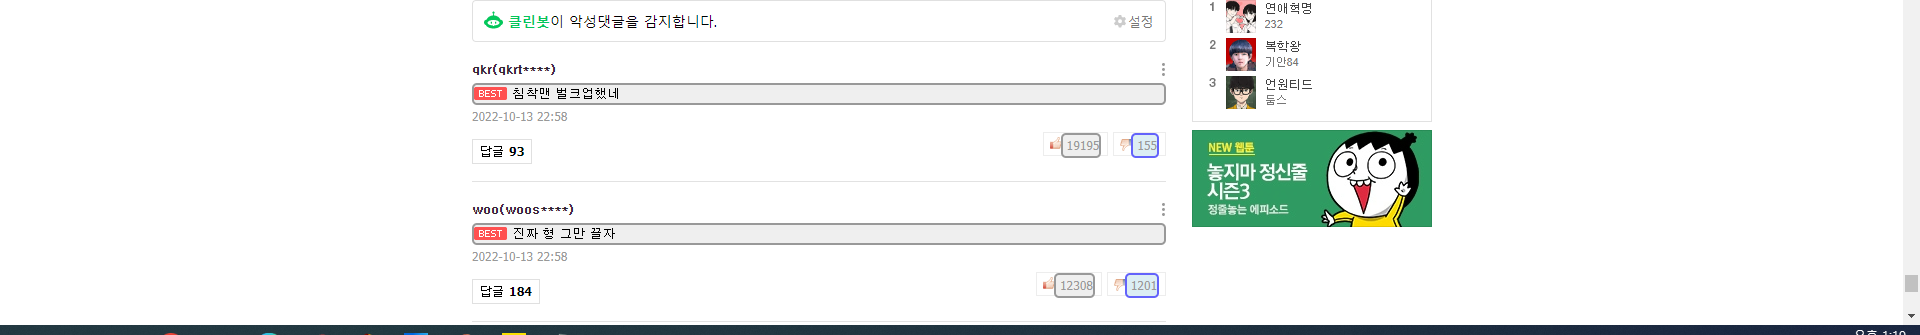 클린봇이 악성댓글을 감지합니다.
설정
qkr(qkrt****)
BEST 침착맨 벌크업했네
2022-10-13 22:58
답글 93
19195
155
woo(woos****)
BEST 진짜 형 그만 끌자
2022-10-13 22:58
답글 184
12308
1201
1 연애혁명
232
2 복학왕
기안84
3 언원티드
둠스
NEW 웹툰
놓지마 정신줄
시즌3
정줄놓는 에피소드